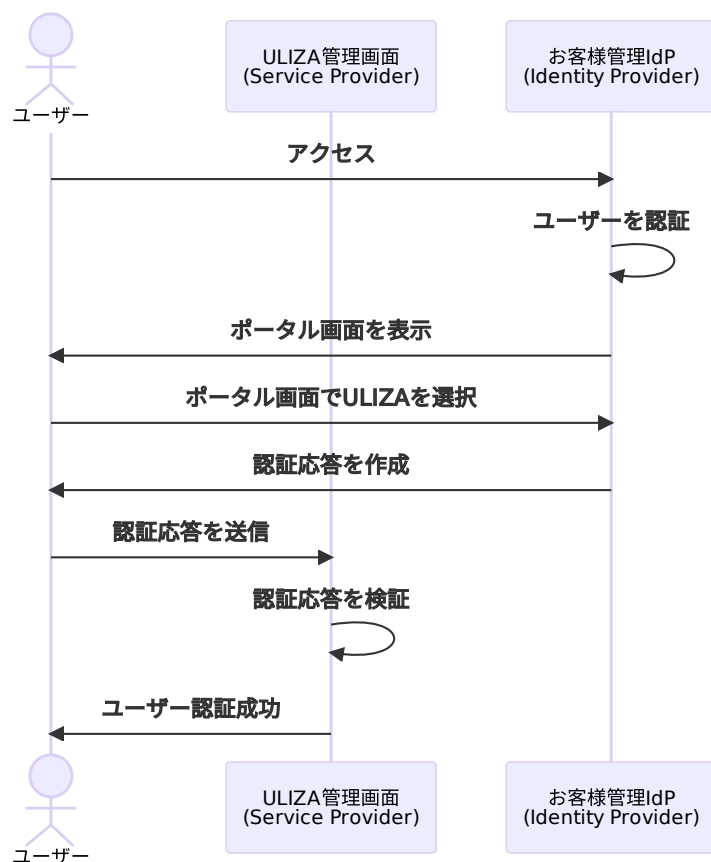 ユーザー
ULIZA管理画面
(Service Provider)
お客様管理IdP
(Identity Provider)
アクセス
ユーザーを認証
ポータル画面を表示
ポータル画面でULIZAを選択
認証応答を作成
認証応答を送信
認証応答を検証
ユーザー認証成功
ユーザー
ULIZA管理画面
(Service Provider)
お客様管理IdP
(Identity Provider)